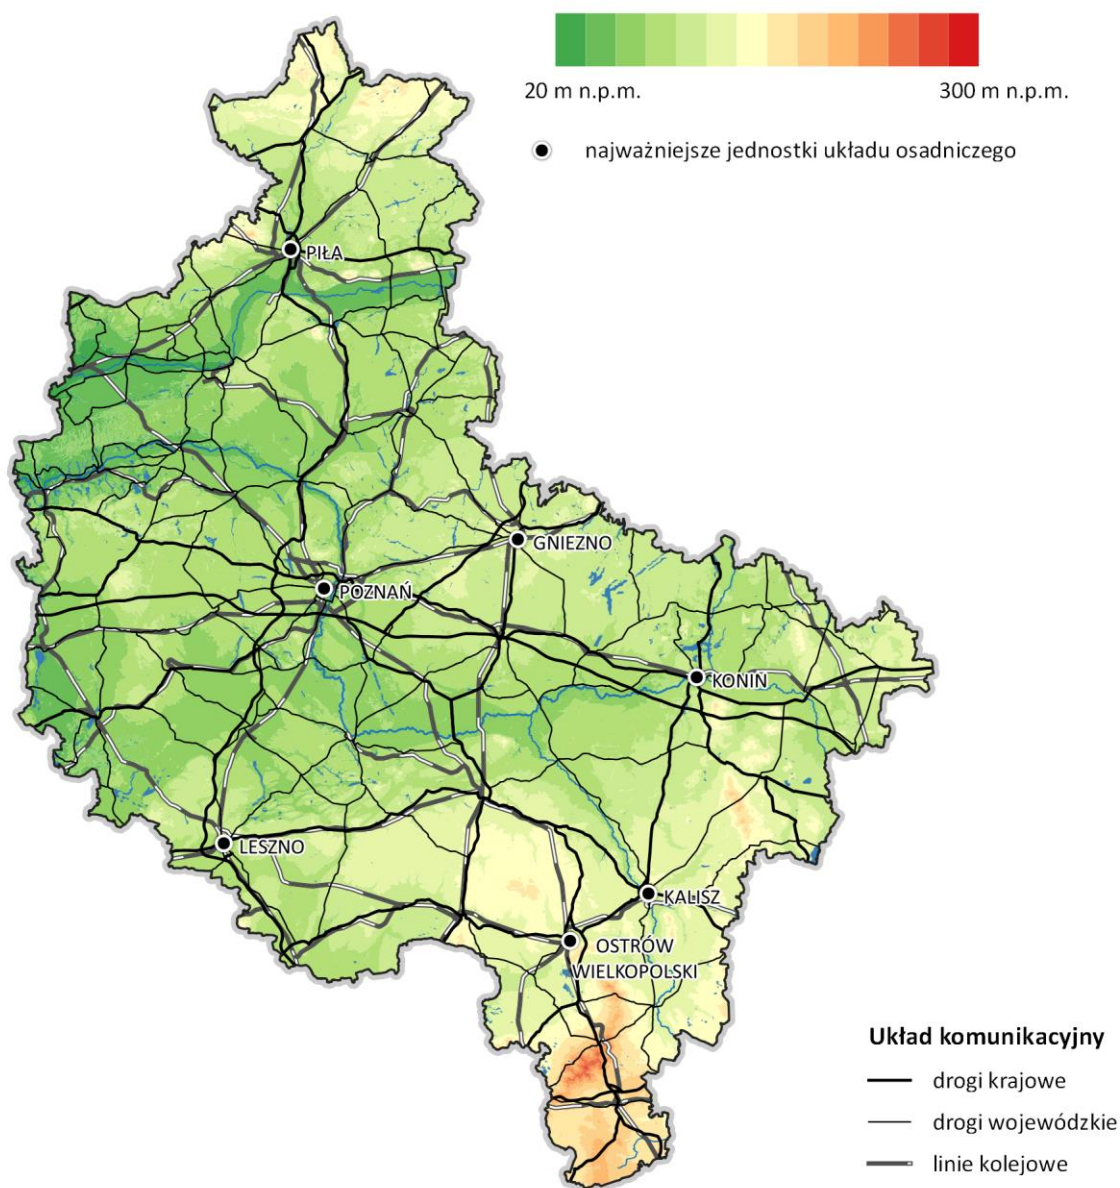 20 m n.p.m.
300 m n.p.m.
najważniejsze jednostki układu osadniczego
PIŁA
GNIEZNO
POZNAŃ
KONIN
LESZNO
KALISZ
OSTRÓW
WIELKOPOLSKI
Układ komunikacyjny
drogi krajowe
drogi wojewódzkie
linie kolejowe